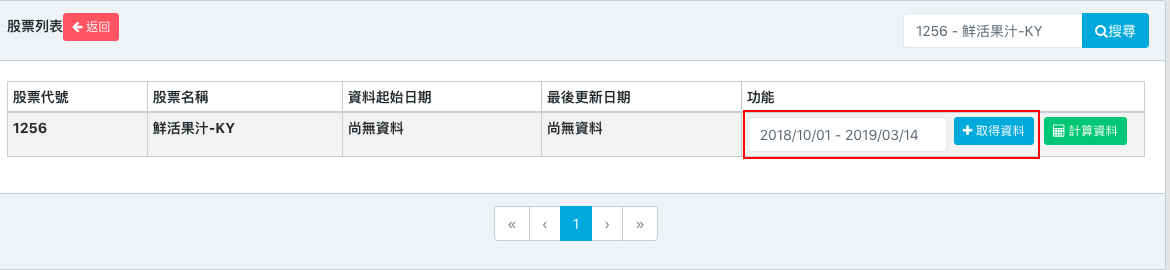 股票列表 返回 1256 - 鮮活果汁-KY 搜尋
股票代號 股票名稱 資料起始日期 最後更新日期 功能
1256 鮮活果汁-KY 尚無資料 尚無資料 2018/10/01 - 2019/03/14 取得資料 計算資料
« ‹ 1 › »